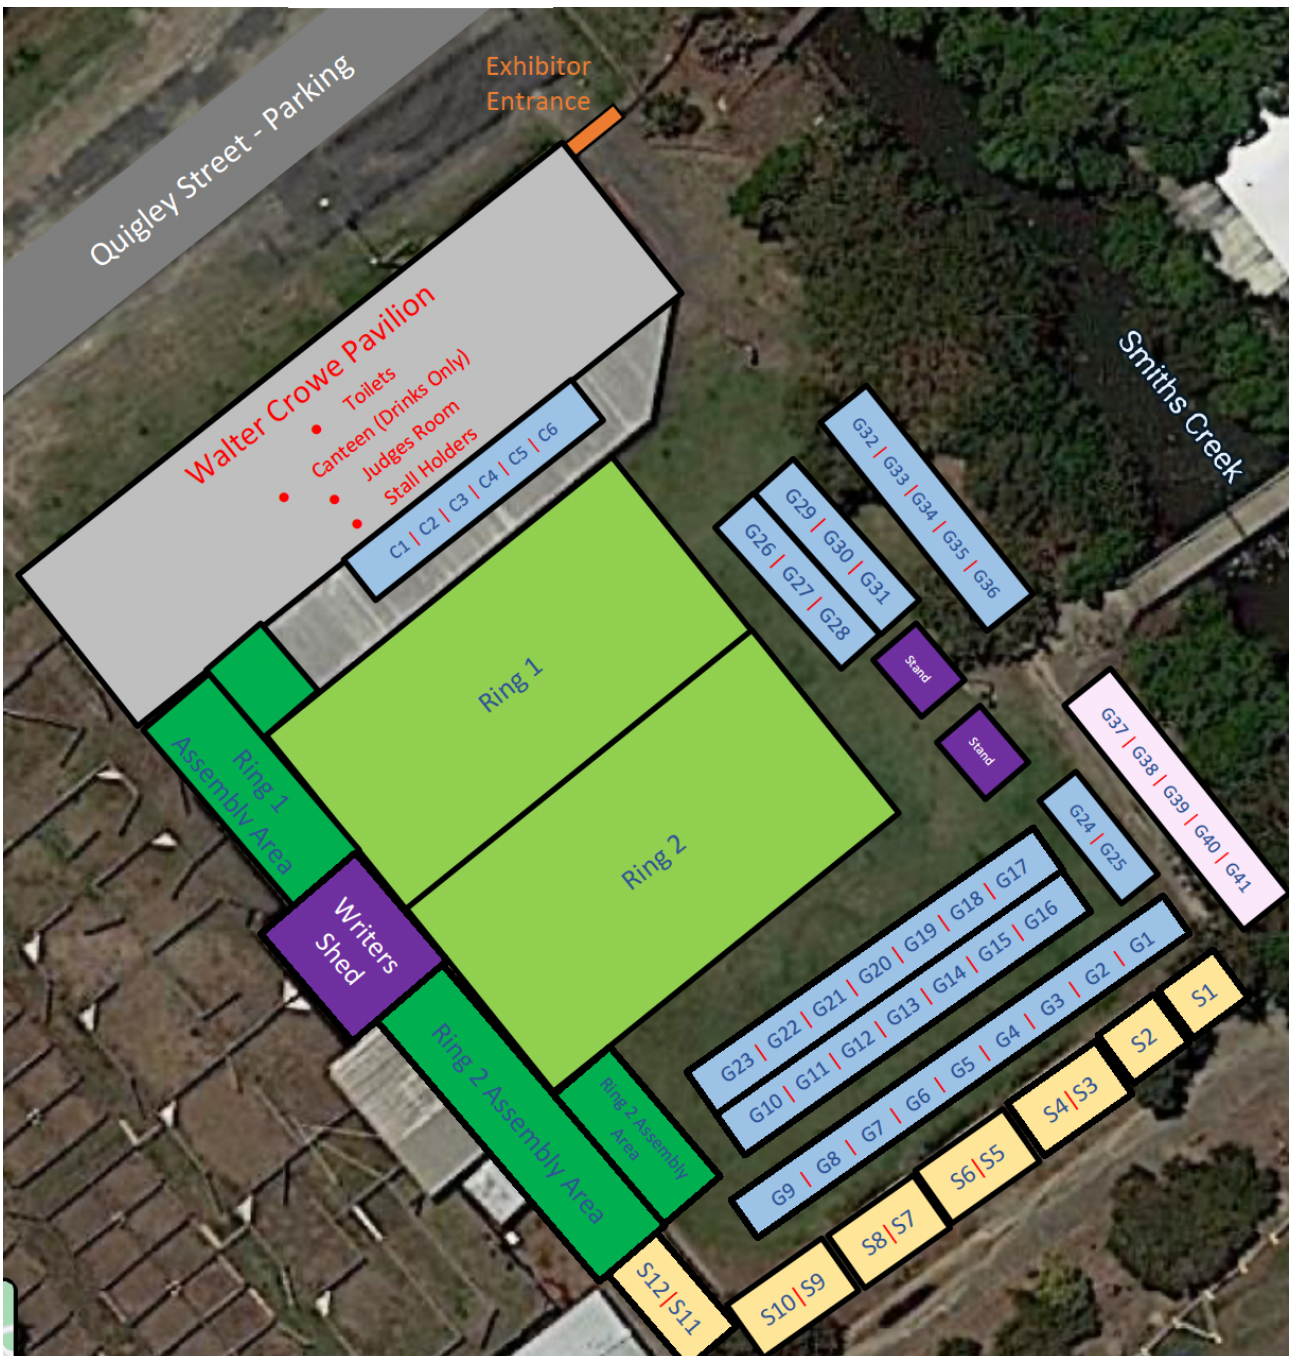 Exhibitor
Entrance
Quigley Street - Parking
Walter Crowe Pavilion
• Toilets
• Canteen (Drinks Only)
• Judges Room
• Stall Holders
C1 | C2 | C3 | C4 | C5 | C6
Smiths Creek
G32 | G33 | G34 | G35 | G36
G29 | G30 | G31
G26 | G27 | G28
Stand
Stand
Ring 1
Ring 1
Assembly Area
Ring 2
Writers
Shed
G37 | G38 | G39 | G40 | G41
G24 | G25
G23 | G22 | G21 | G20 | G19 | G18 | G17
G10 | G11 | G12 | G13 | G14 | G15 | G16
G9 | G8 | G7 | G6 | G5 | G4 | G3 | G2 | G1
Ring 2 Assembly Area
Ring 2 Assembly
Area
S1
S2
S4|S3
S6|S5
S8|S7
S10|S9
S12|S11